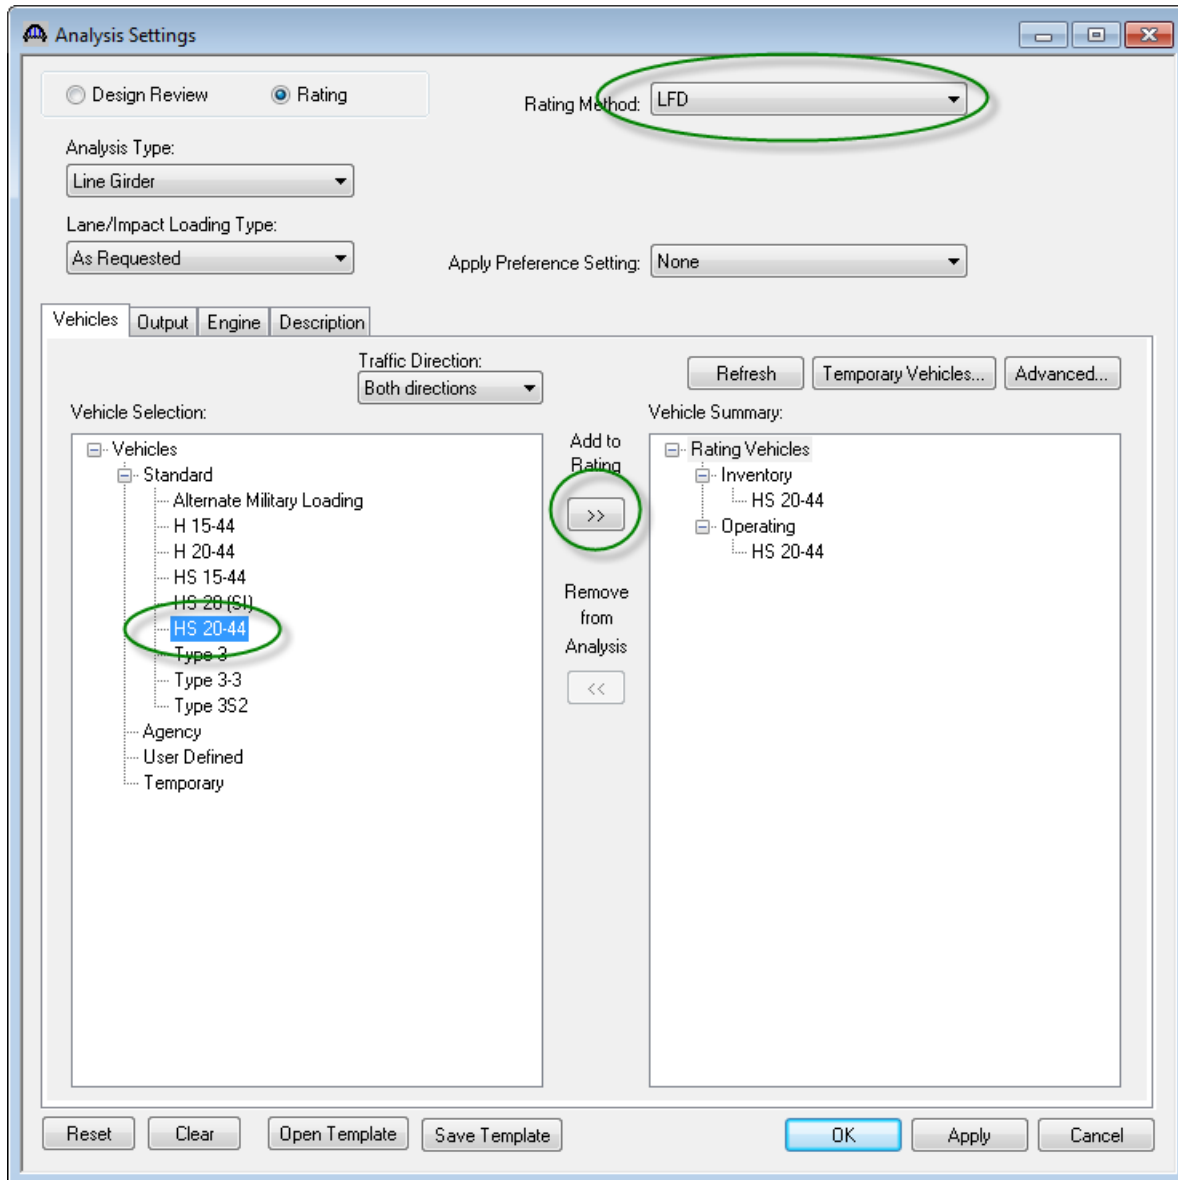 Analysis Settings
Design Review
Rating
Rating Method:
LFD
Analysis Type:
Line Girder
Lane/Impact Loading Type:
As Requested
Apply Preference Setting:
None
Vehicles
Output
Engine
Description
Traffic Direction:
Both directions
Refresh
Temporary Vehicles...
Advanced...
Vehicle Selection:
Vehicles
Standard
Alternate Military Loading
H 15-44
H 20-44
HS 15-44
HS 20 (SI)
HS 20-44
Type 3
Type 3-3
Type 3S2
Agency
User Defined
Temporary
Add to
Rating
>>
Remove
from
Analysis
<<
Vehicle Summary:
Rating Vehicles
Inventory
HS 20-44
Operating
HS 20-44
Reset
Clear
Open Template
Save Template
OK
Apply
Cancel